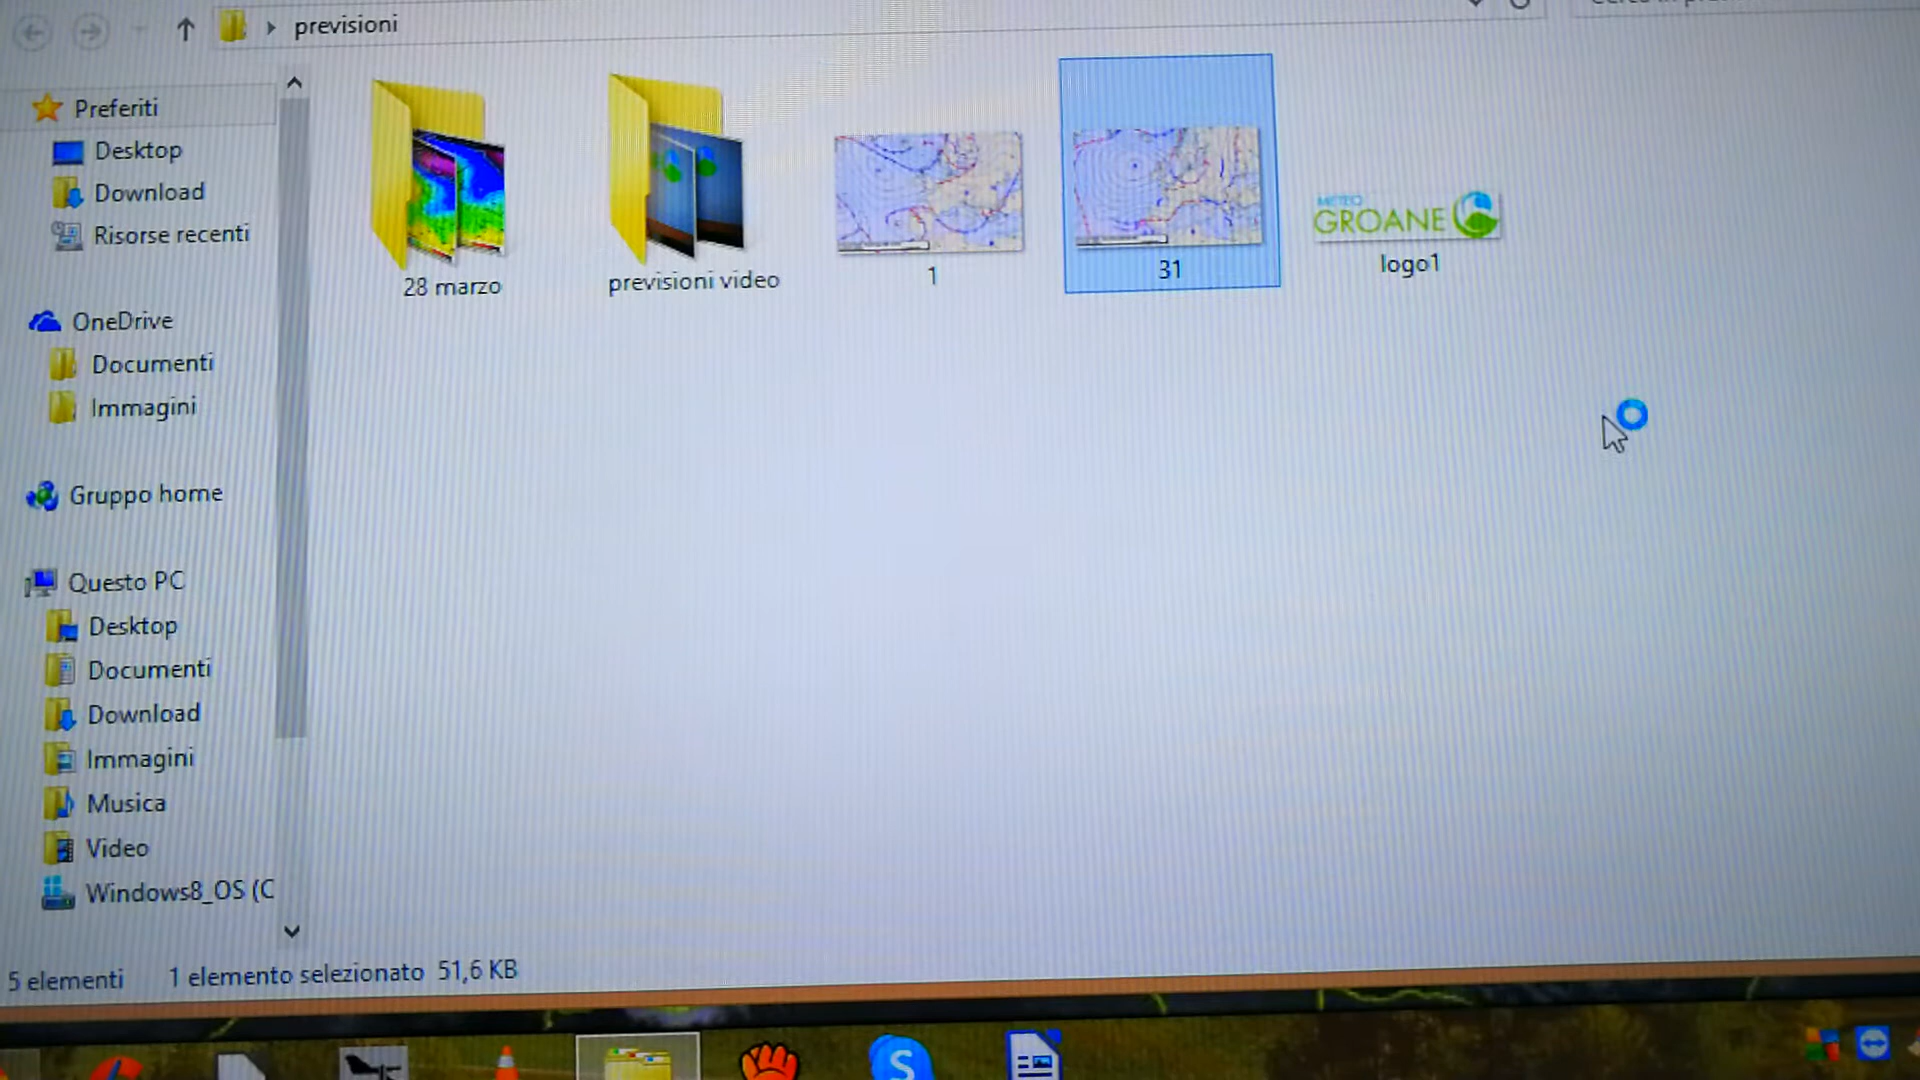 previsioni
Preferiti
Desktop
Download
Risorse recenti
OneDrive
Documenti
Immagini
Gruppo home
Questo PC
Desktop
Documenti
Download
Immagini
Musica
Video
Windows8_OS (C
28 marzo
previsioni video
1
31
METEO
GROANE
logo1
5 elementi
1 elemento selezionato 51,6 KB
S